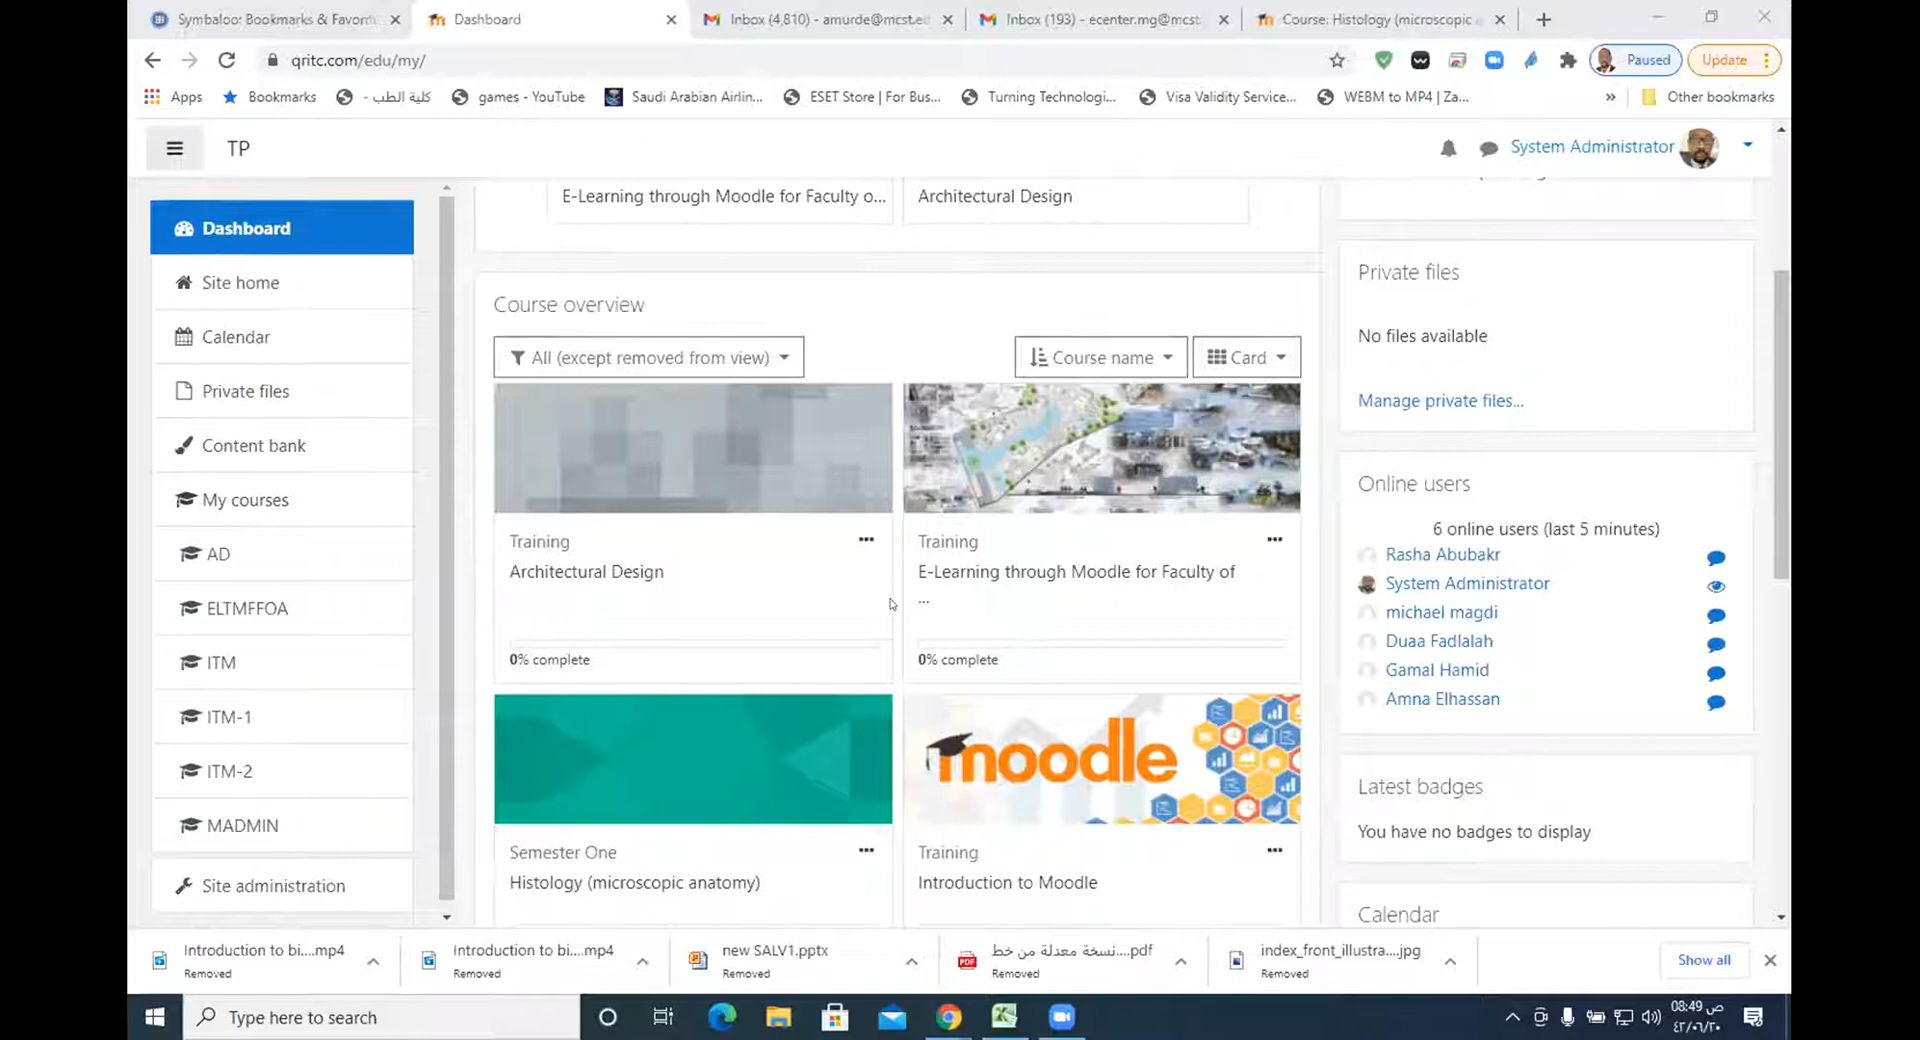 Symbaloo: Bookmarks & Favorit
Dashboard
Inbox (4,810) - amurde@mcst.ed
Inbox (193) - ecenter.mg@mcst
Course: Histology (microscopic
qritc.com/edu/my/
Paused
Update
Apps
Bookmarks
كلية الطب -
games - YouTube
Saudi Arabian Airlin...
ESET Store | For Bus...
Turning Technologi...
Visa Validity Service...
WEBM to MP4 | Za...
»
Other bookmarks
TP
System Administrator
Dashboard
Site home
Calendar
Private files
Content bank
My courses
AD
ELTMFFOA
ITM
ITM-1
ITM-2
MADMIN
Site administration
E-Learning through Moodle for Faculty o...
Architectural Design
Course overview
All (except removed from view)
Course name
Card
Training
Architectural Design
0% complete
Training
E-Learning through Moodle for Faculty of
...
0% complete
Semester One
Histology (microscopic anatomy)
moodle
Training
Introduction to Moodle
Private files
No files available
Manage private files...
Online users
6 online users (last 5 minutes)
Rasha Abubakr
System Administrator
michael magdi
Duaa Fadlalah
Gamal Hamid
Amna Elhassan
Latest badges
You have no badges to display
Calendar
Introduction to bi....mp4
Removed
Introduction to bi....mp4
Removed
new SALV1.pptx
Removed
نسخة معدلة من خط....pdf
Removed
index_front_illustra....jpg
Removed
Show all
Type here to search
08:49 ص
٤٢/٠٦/٢٠